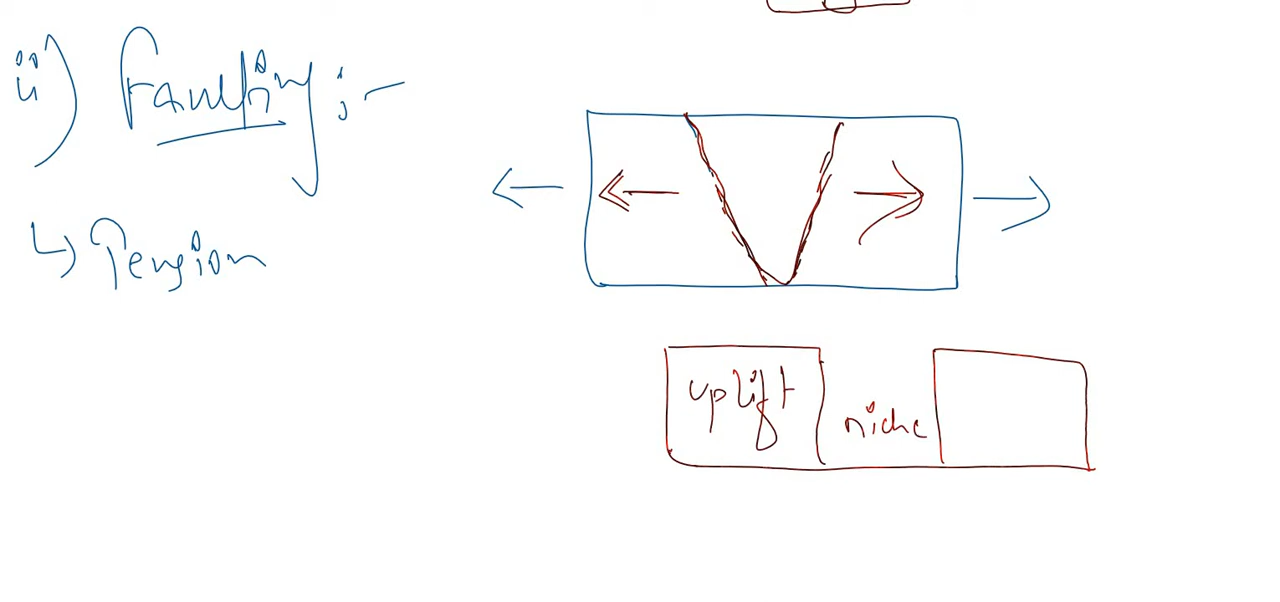 ii) Faulting :-
↳ Tension
uplift
niche